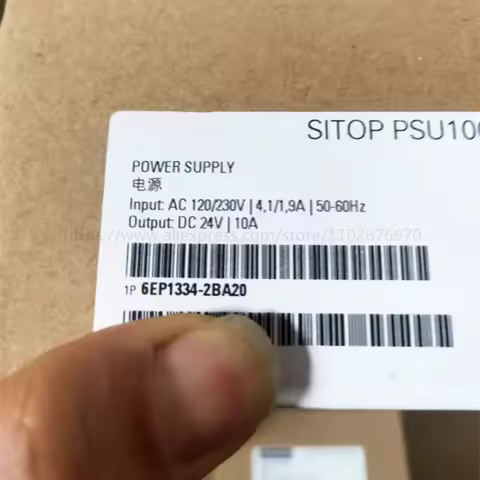 SITOP PSU100
POWER SUPPLY
电源
Input: AC 120/230V | 4,1/1,9A | 50-60Hz
Output: DC 24V | 10A
https://www.aliexpress.com/store/1102876970
1P 6EP1334-2BA20